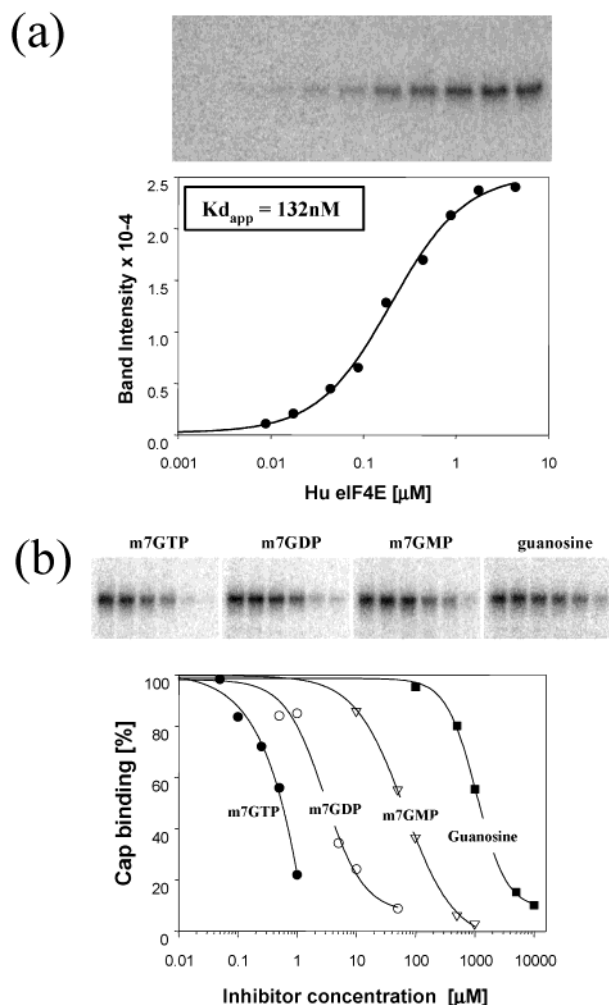 (a)
Kd_app = 132nM
Band Intensity x 10-4
2.5
2.0
1.5
1.0
0.5
0.0
0.001 0.01 0.1 1 10
Hu eIF4E [µM]
(b)
m7GTP m7GDP m7GMP guanosine
Cap binding [%]
100
80
60
40
20
0
m7GTP
m7GDP
m7GMP
Guanosine
0.01 0.1 1 10 100 1000 10000
Inhibitor concentration [µM]